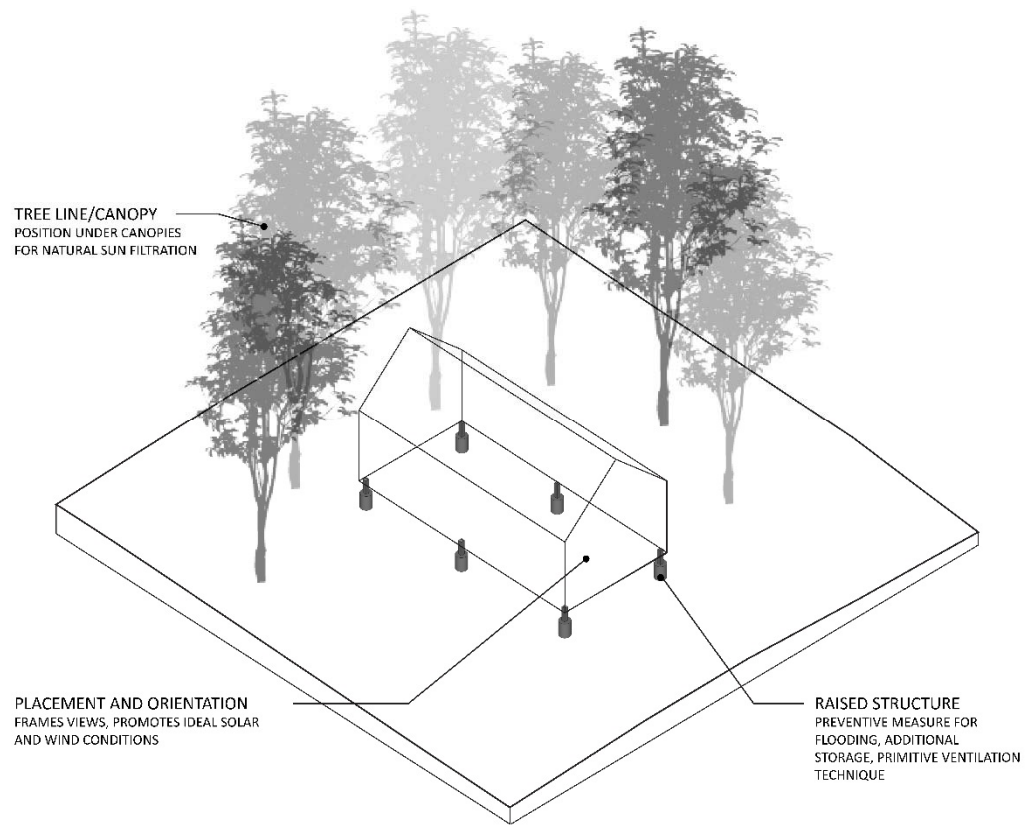 TREE LINE/CANOPY
POSITION UNDER CANOPIES
FOR NATURAL SUN FILTRATION
PLACEMENT AND ORIENTATION
FRAMES VIEWS, PROMOTES IDEAL SOLAR
AND WIND CONDITIONS
RAISED STRUCTURE
PREVENTIVE MEASURE FOR
FLOODING, ADDITIONAL
STORAGE, PRIMITIVE VENTILATION
TECHNIQUE